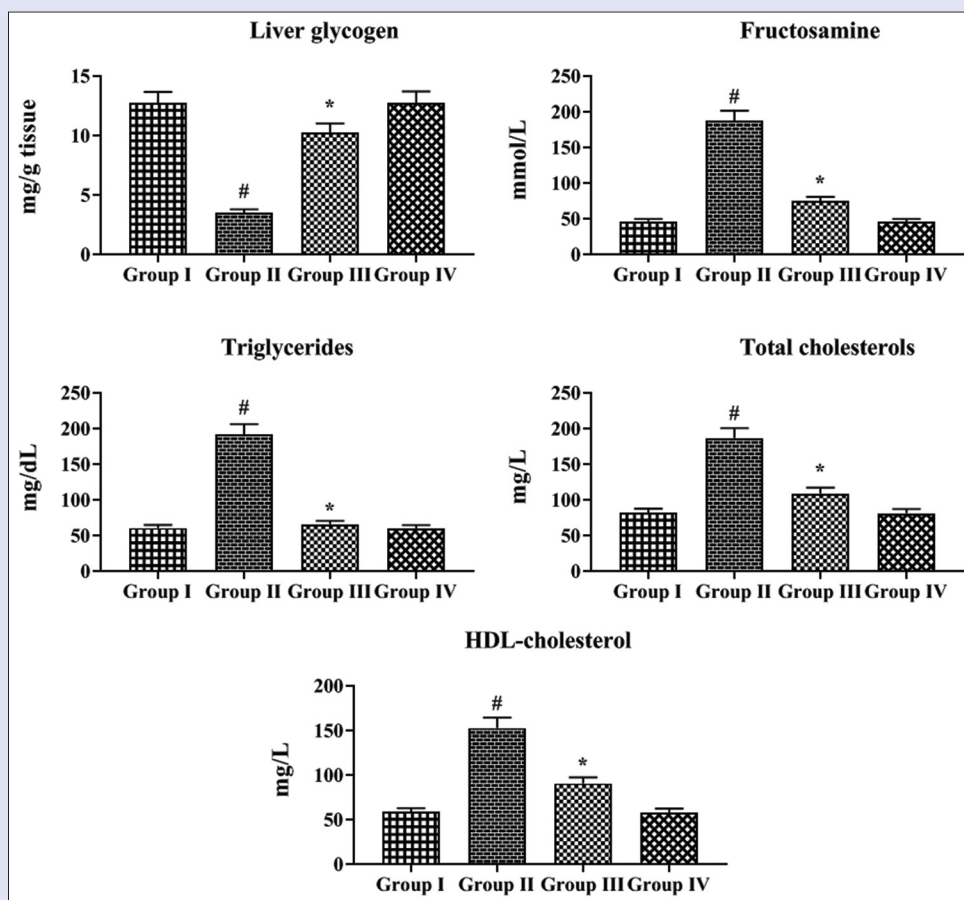 Liver glycogen
mg/g tissue
15
10
5
0
#
*
Group I Group II Group III Group IV
Fructosamine
mmol/L
250
200
150
100
50
0
#
*
Group I Group II Group III Group IV
Triglycerides
mg/dL
250
200
150
100
50
0
#
*
Group I Group II Group III Group IV
Total cholesterols
mg/L
250
200
150
100
50
0
#
*
Group I Group II Group III Group IV
HDL-cholesterol
mg/L
200
150
100
50
0
#
*
Group I Group II Group III Group IV